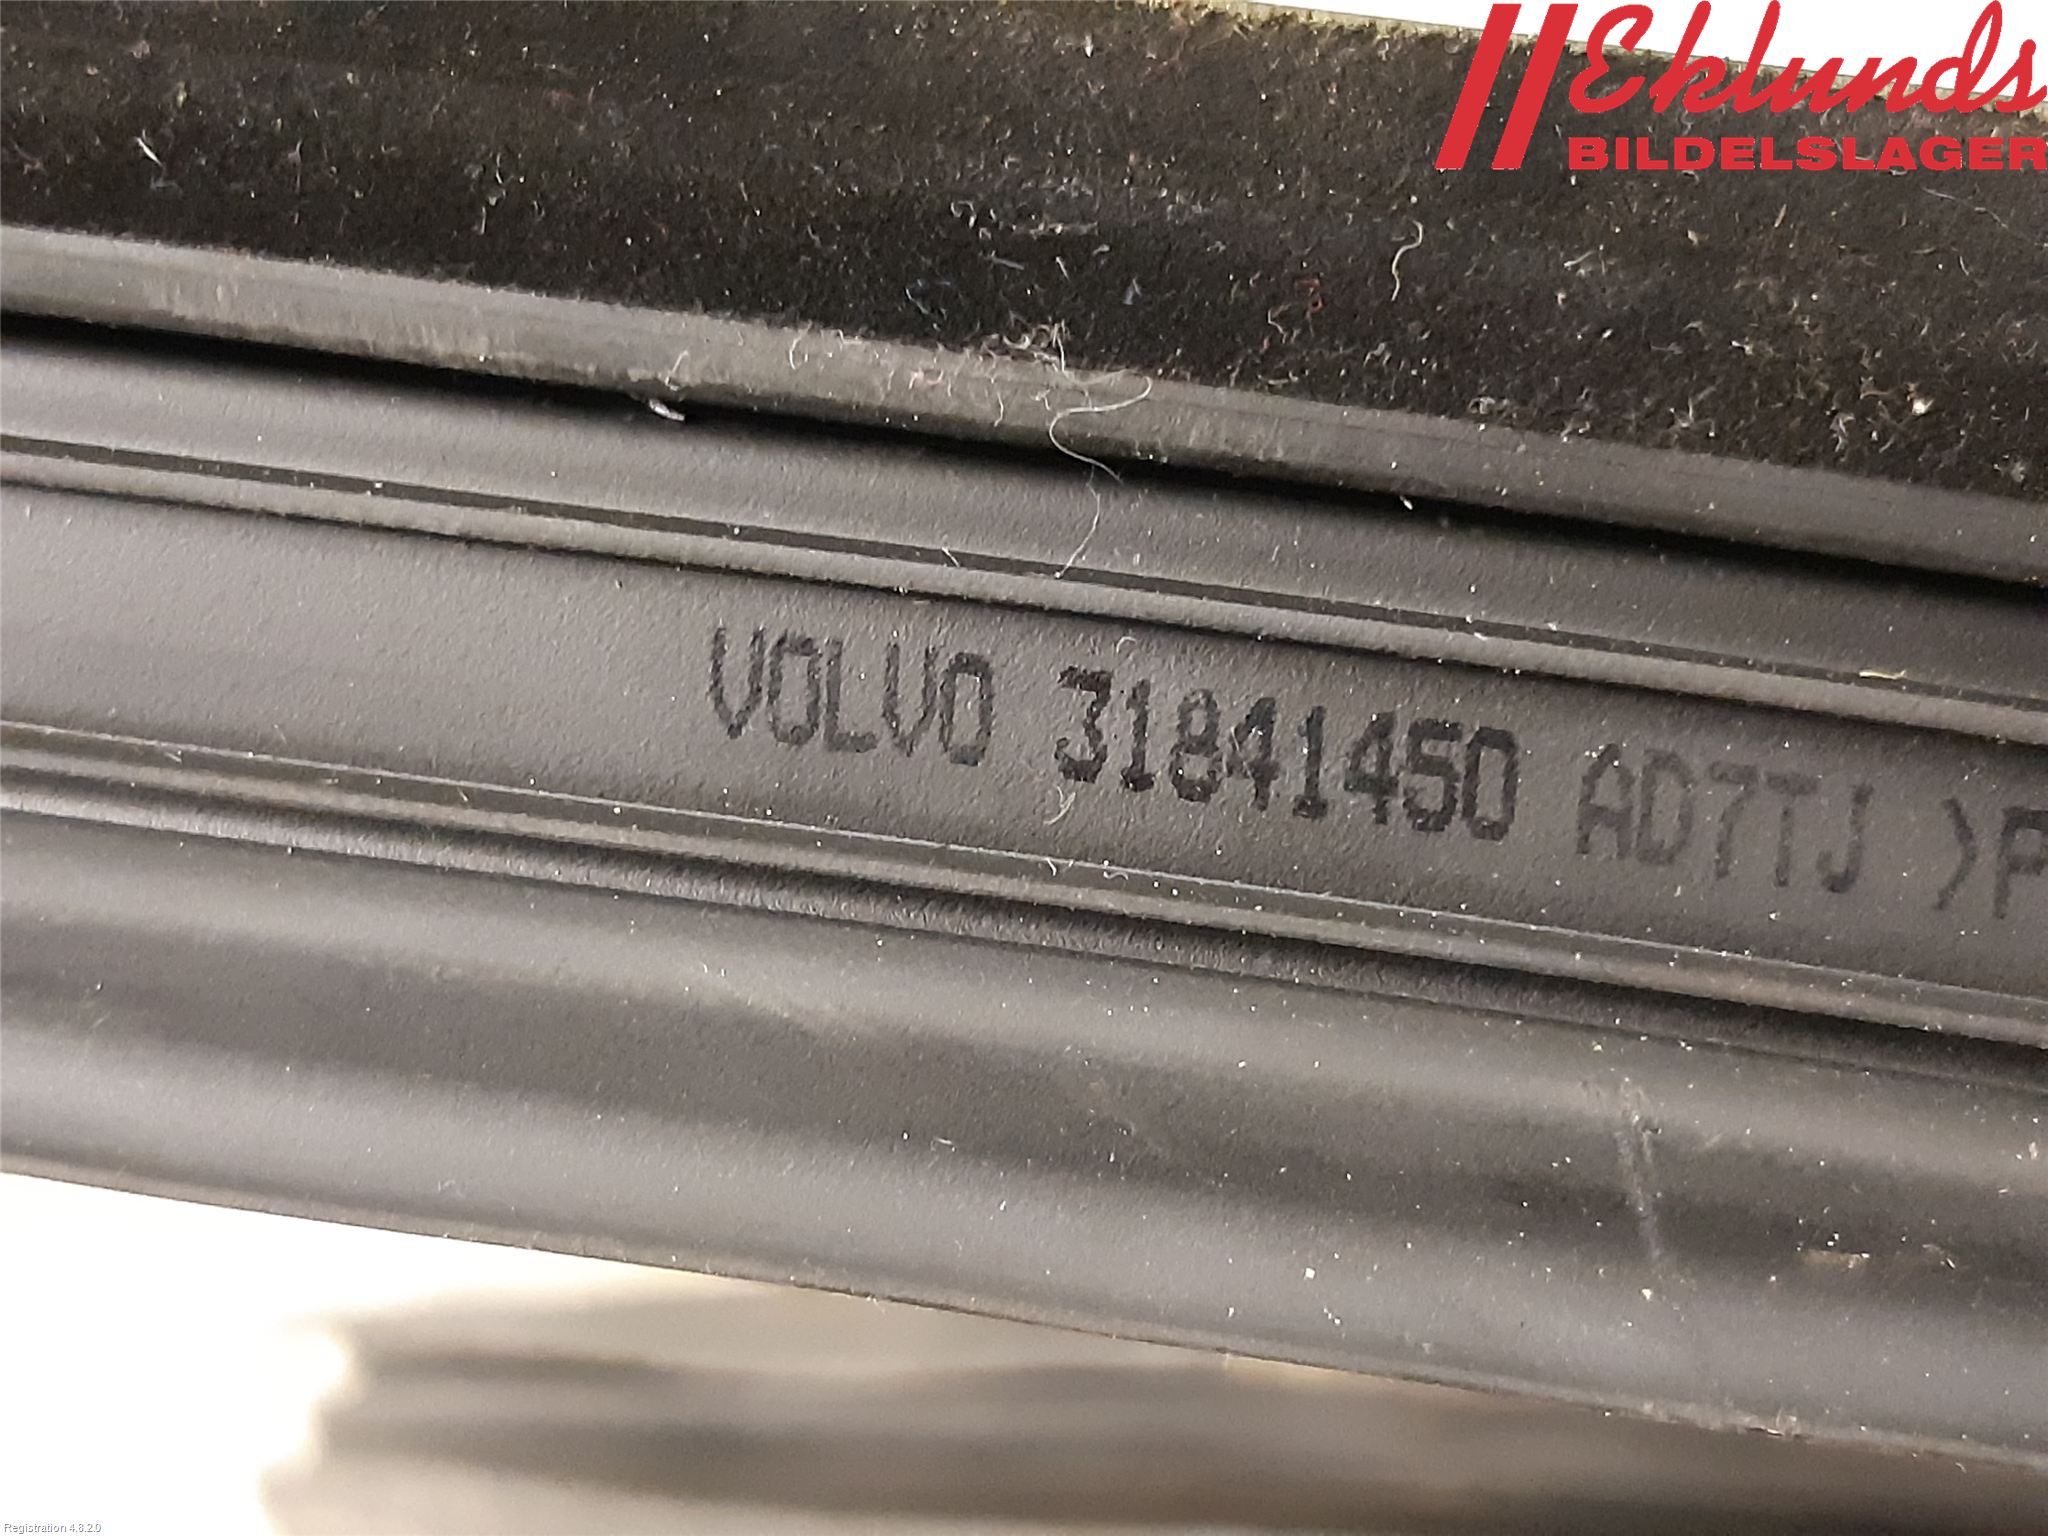 Eklunds
BILDELSLAGER
VOLVO 31841450 AD7TJ >P
Registration 4.8.2.0